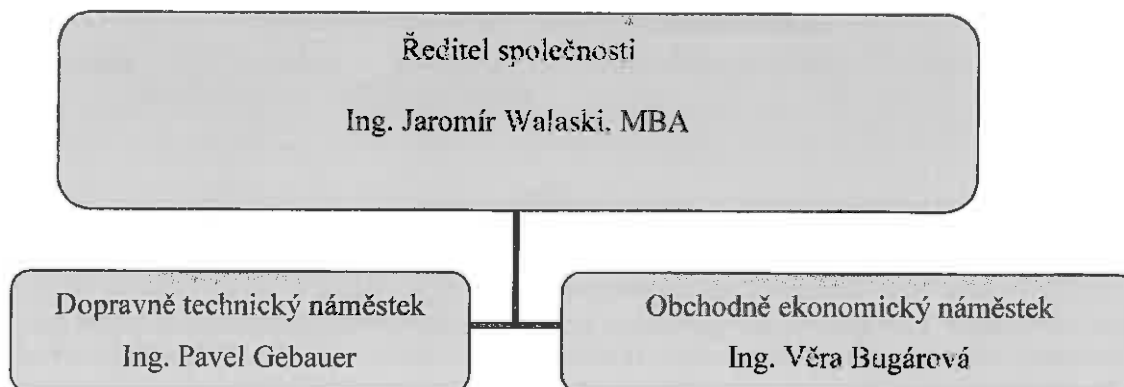 Ředitel společnosti
Ing. Jaromír Walaski, MBA
Dopravně technický náměstek
Ing. Pavel Gebauer
Obchodně ekonomický náměstek
Ing. Věra Bugárová